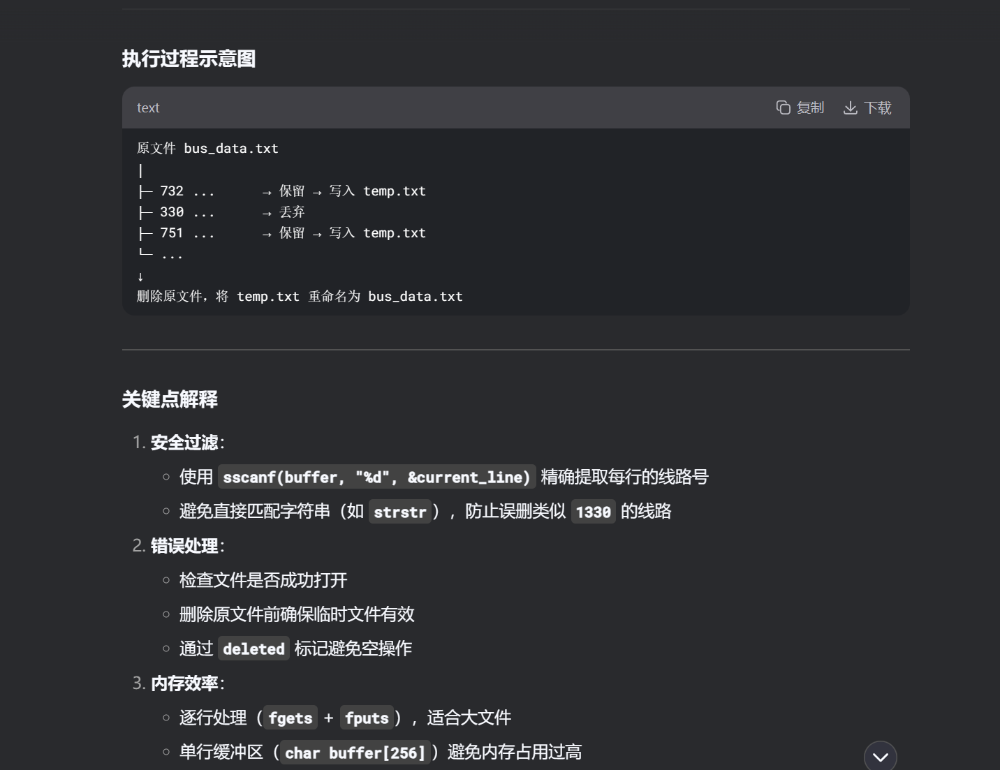 执行过程示意图
text 复制 下载
原文件 bus_data.txt
│
├─ 732 ...      → 保留 → 写入 temp.txt
├─ 330 ...      → 丢弃
├─ 751 ...      → 保留 → 写入 temp.txt
└─ ...
↓
删除原文件，将 temp.txt 重命名为 bus_data.txt
关键点解释
1. 安全过滤：
○ 使用 sscanf(buffer, "%d", &current_line) 精确提取每行的线路号
○ 避免直接匹配字符串（如 strstr），防止误删类似 1330 的线路
2. 错误处理：
○ 检查文件是否成功打开
○ 删除原文件前确保临时文件有效
○ 通过 deleted 标记避免空操作
3. 内存效率：
○ 逐行处理（fgets + fputs），适合大文件
○ 单行缓冲区（char buffer[256]）避免内存占用过高